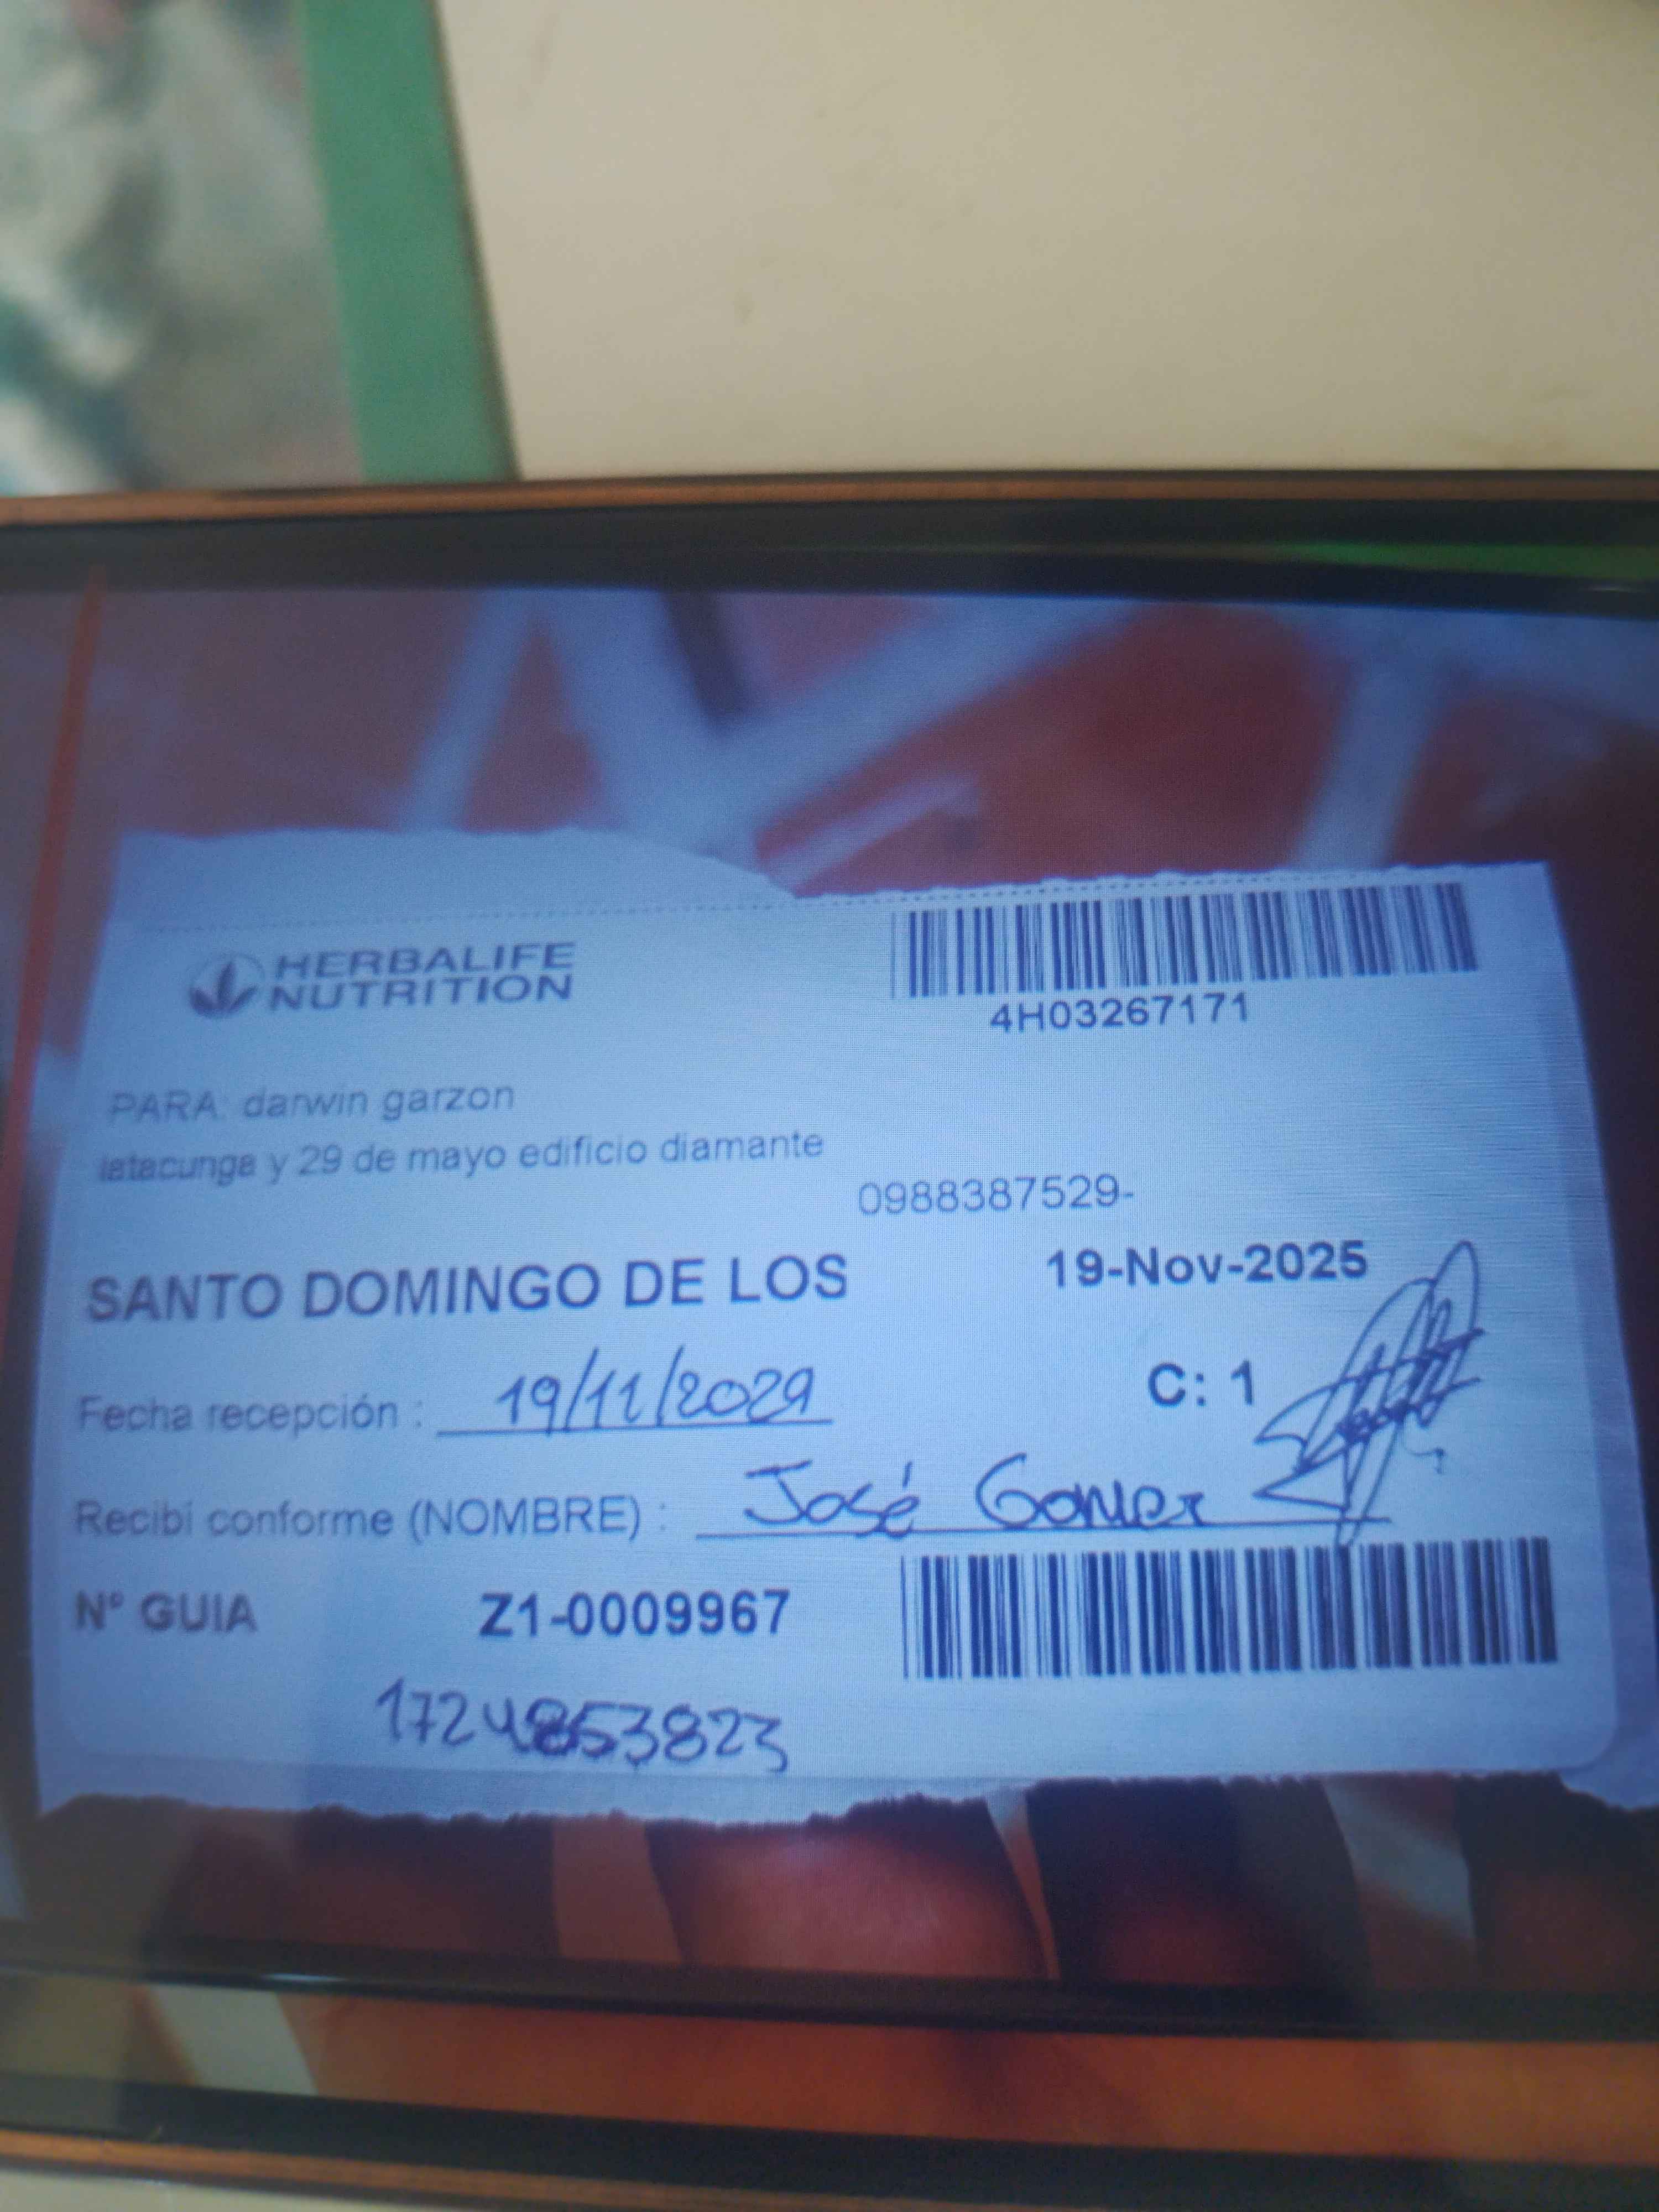 HERBALIFE
NUTRITION
4H03267171
PARA: darwin garzon
latacunga y 29 de mayo edificio diamante
0988387529-
SANTO DOMINGO DE LOS
19-Nov-2025
Fecha recepción : 19/11/2029
C: 1
Recibí conforme (NOMBRE) : José Gomez
Nº GUIA Z1-0009967
1724853823